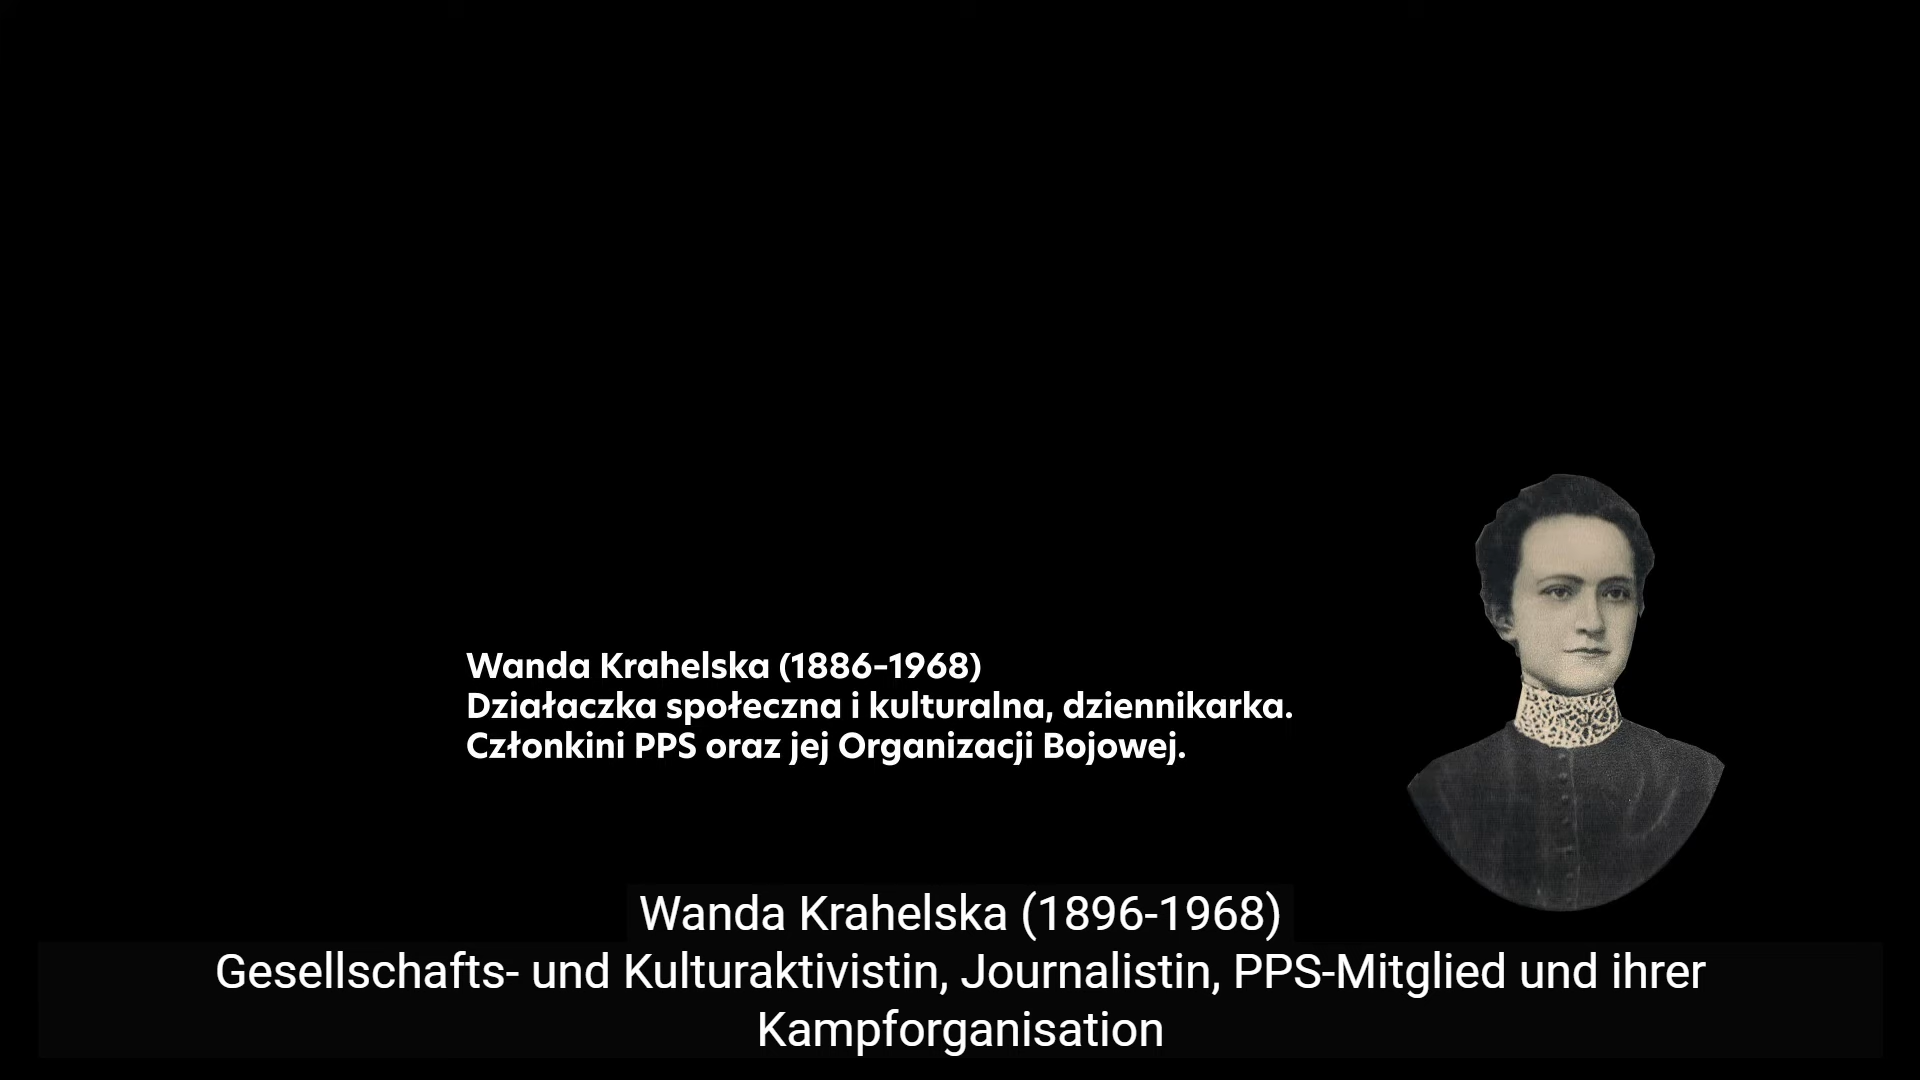 Wanda Krahelska (1886–1968)
Działaczka społeczna i kulturalna, dziennikarka.
Członkini PPS oraz jej Organizacji Bojowej.
Wanda Krahelska (1896-1968)
Gesellschafts- und Kulturaktivistin, Journalistin, PPS-Mitglied und ihrer
Kampforganisation